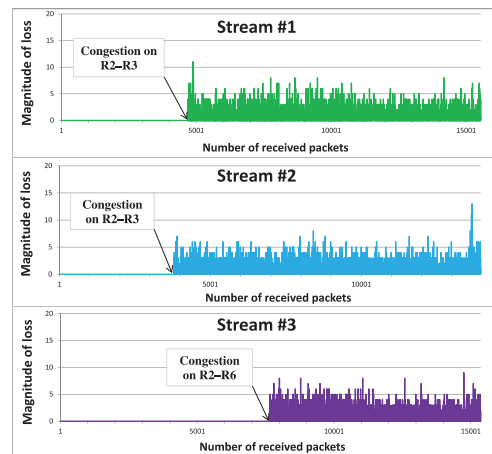 Stream #1
Magnitude of loss
20
15
10
5
0
Congestion on
R2–R3
1
5001
10001
15001
Number of received packets
Stream #2
Magnitude of loss
20
15
10
5
0
Congestion
on R2–R3
1
5001
10001
Number of received packets
Stream #3
Magnitude of loss
20
15
10
5
0
Congestion
on R2–R6
1
5001
10001
15001
Number of received packets